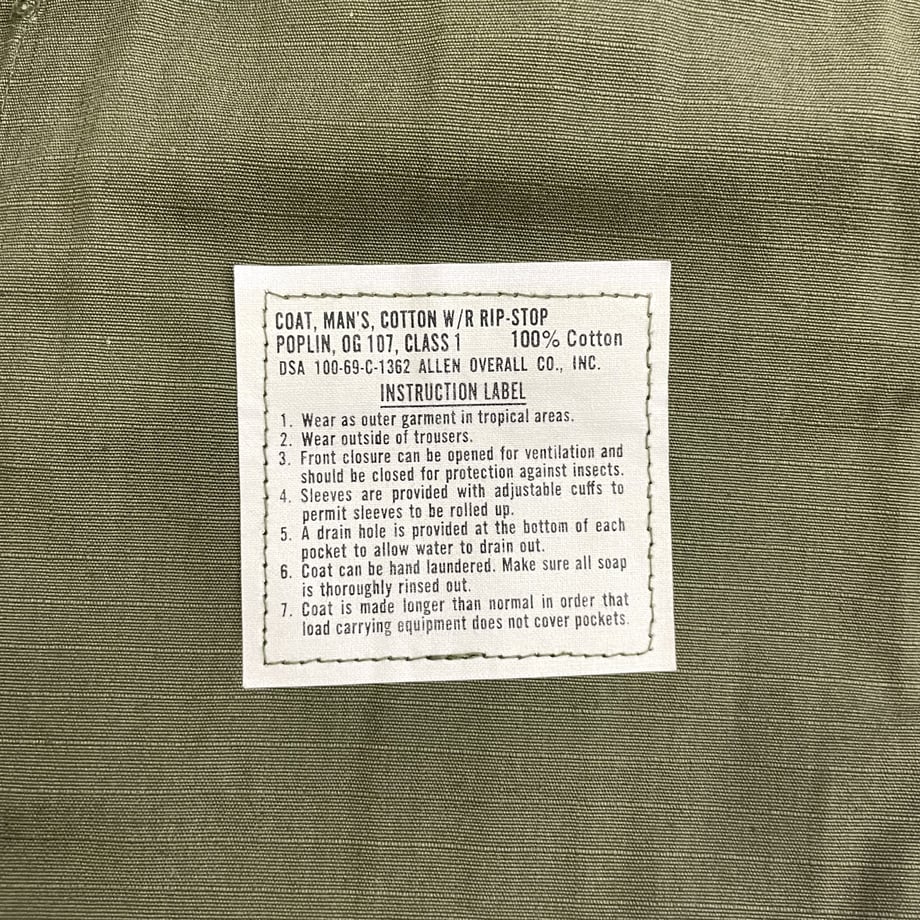 COAT, MAN'S, COTTON W/R RIP-STOP
POPLIN, OG 107, CLASS 1 100% Cotton
DSA 100-69-C-1362 ALLEN OVERALL CO., INC.
INSTRUCTION LABEL
1. Wear as outer garment in tropical areas.
2. Wear outside of trousers.
3. Front closure can be opened for ventilation and
should be closed for protection against insects.
4. Sleeves are provided with adjustable cuffs to
permit sleeves to be rolled up.
5. A drain hole is provided at the bottom of each
pocket to allow water to drain out.
6. Coat can be hand laundered. Make sure all soap
is thoroughly rinsed out.
7. Coat is made longer than normal in order that
load carrying equipment does not cover pockets.